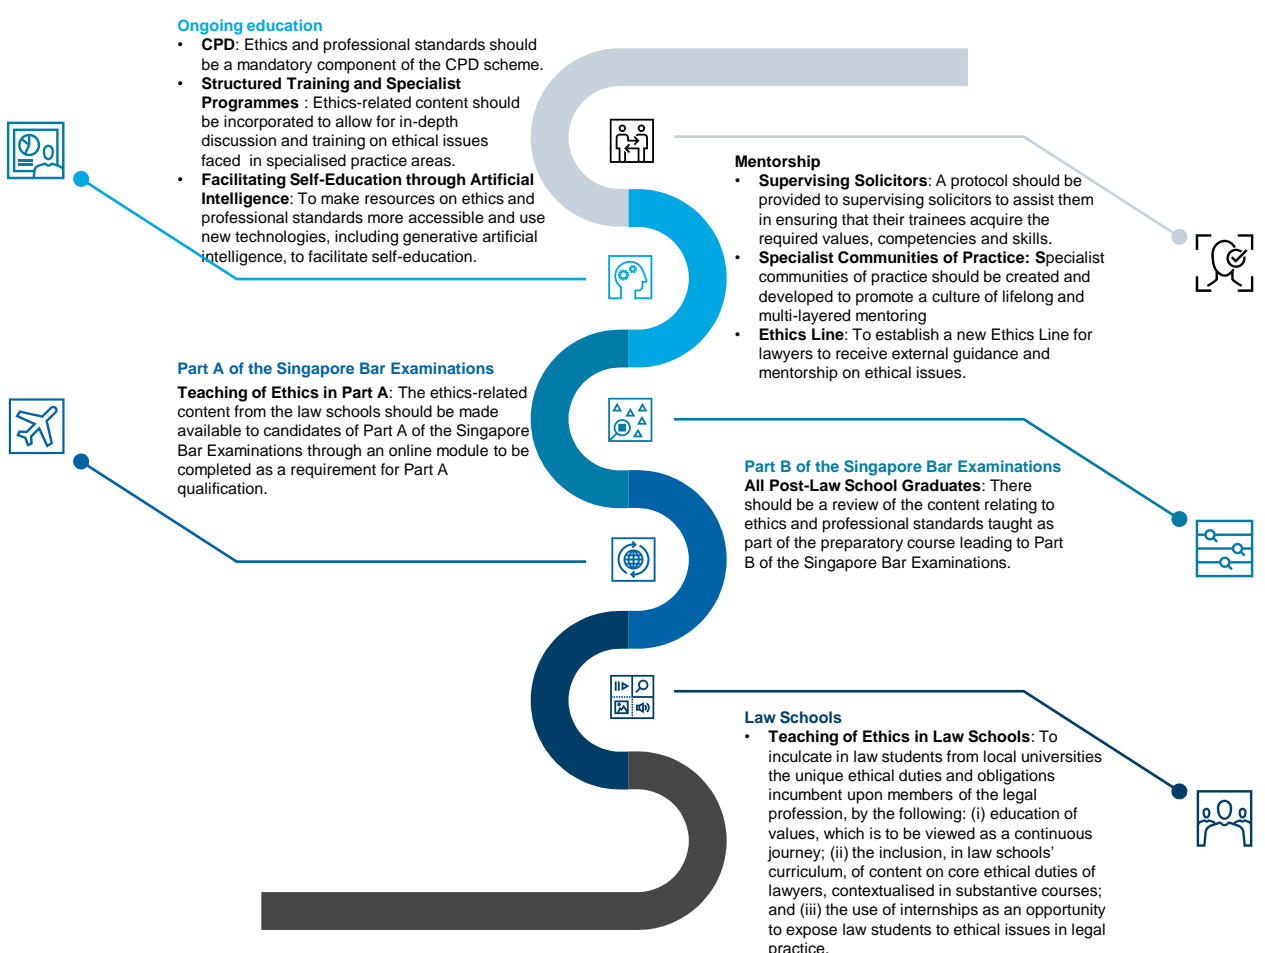 Ongoing education
• CPD: Ethics and professional standards should
be a mandatory component of the CPD scheme.
• Structured Training and Specialist
Programmes : Ethics-related content should
be incorporated to allow for in-depth
discussion and training on ethical issues
faced in specialised practice areas.
• Facilitating Self-Education through Artificial
Intelligence: To make resources on ethics and
professional standards more accessible and use
new technologies, including generative artificial
intelligence, to facilitate self-education.
Mentorship
• Supervising Solicitors: A protocol should be
provided to supervising solicitors to assist them
in ensuring that their trainees acquire the
required values, competencies and skills.
• Specialist Communities of Practice: Specialist
communities of practice should be created and
developed to promote a culture of lifelong and
multi-layered mentoring
• Ethics Line: To establish a new Ethics Line for
lawyers to receive external guidance and
mentorship on ethical issues.
Part A of the Singapore Bar Examinations
Teaching of Ethics in Part A: The ethics-related
content from the law schools should be made
available to candidates of Part A of the Singapore
Bar Examinations through an online module to be
completed as a requirement for Part A
qualification.
Part B of the Singapore Bar Examinations
All Post-Law School Graduates: There
should be a review of the content relating to
ethics and professional standards taught as
part of the preparatory course leading to Part
B of the Singapore Bar Examinations.
Law Schools
• Teaching of Ethics in Law Schools: To
inculcate in law students from local universities
the unique ethical duties and obligations
incumbent upon members of the legal
profession, by the following: (i) education of
values, which is to be viewed as a continuous
journey; (ii) the inclusion, in law schools’
curriculum, of content on core ethical duties of
lawyers, contextualised in substantive courses;
and (iii) the use of internships as an opportunity
to expose law students to ethical issues in legal
practice.